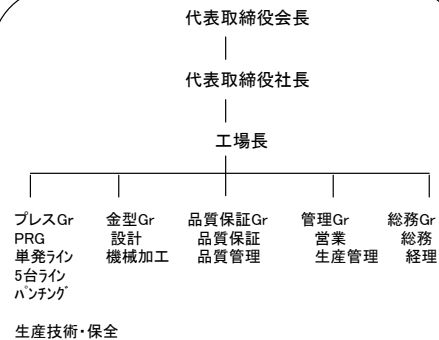 代表取締役会長
代表取締役社長
工場長
プレスGr 金型Gr 品質保証Gr 管理Gr 総務Gr
PRG 設計 品質保証 営業 総務
単発ライン 機械加工 品質管理 生産管理 経理
5台ライン
パンチング
生産技術・保全